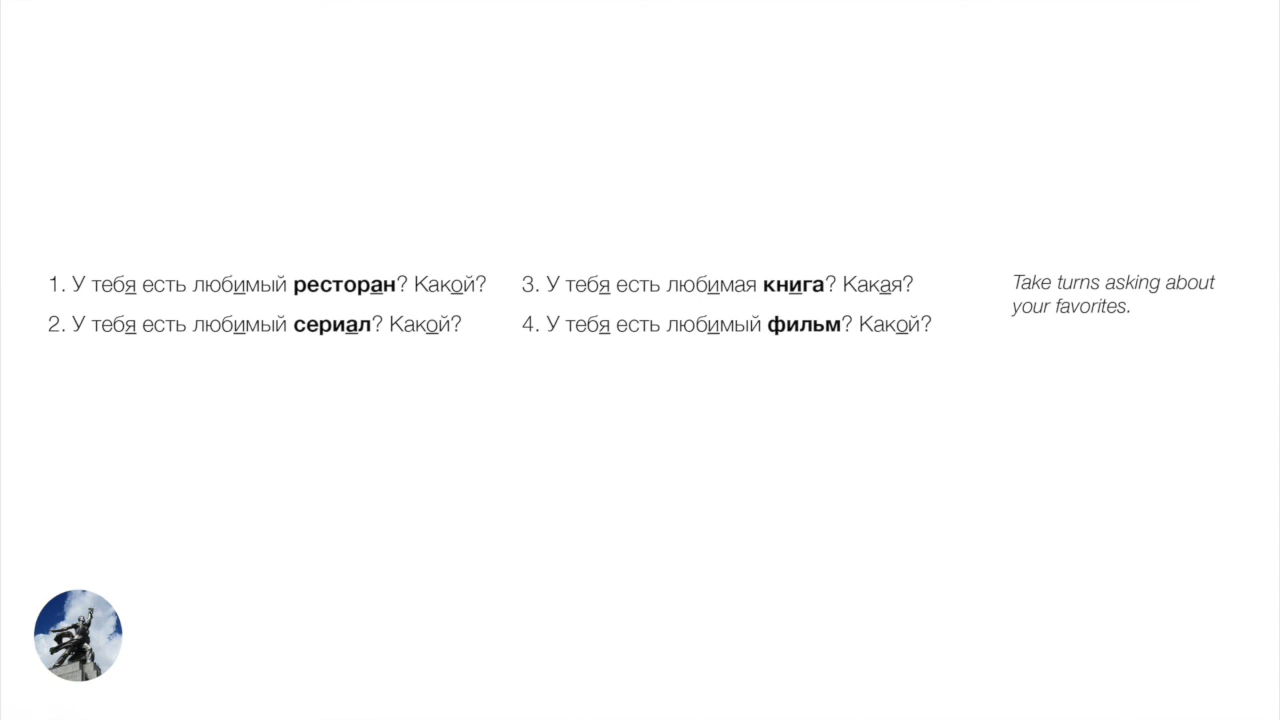 1. У тебя есть любимый ресторан? Какой?
2. У тебя есть любимый сериал? Какой?
3. У тебя есть любимая книга? Какая?
4. У тебя есть любимый фильм? Какой?
Take turns asking about
your favorites.